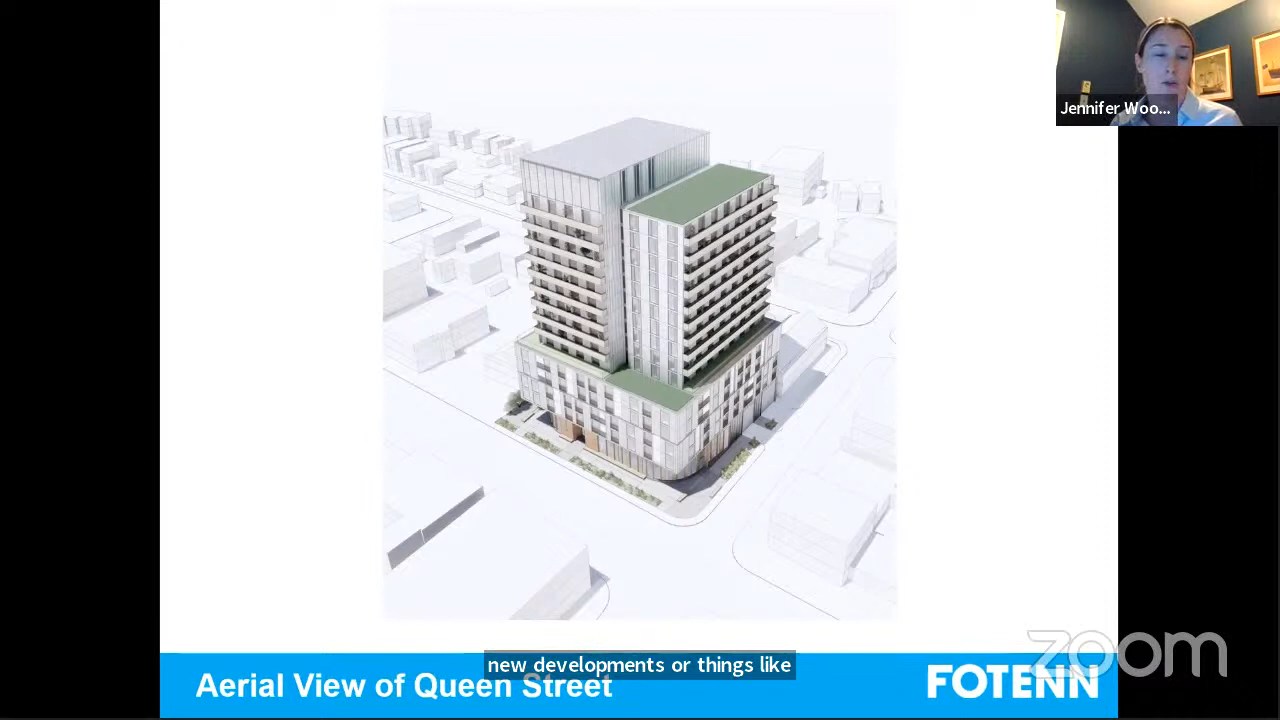 Jennifer Woo...
new developments or things like
Aerial View of Queen Street
FOTENN
zoom